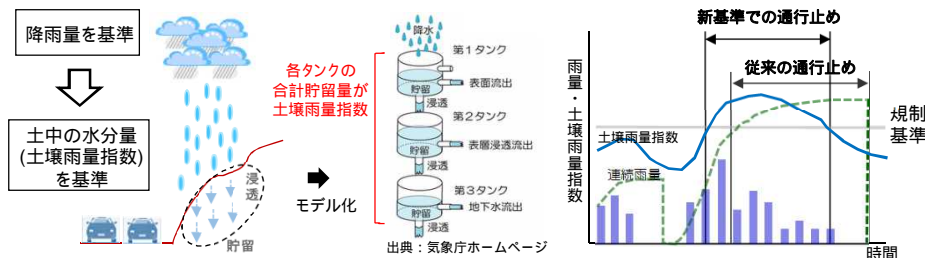 降雨量を基準
土中の水分量
(土壌雨量指数)
を基準
浸透
貯留
モデル化
各タンクの
合計貯留量が
土壌雨量指数
降水
第1タンク
貯留
表面流出
浸透
第2タンク
貯留
表層浸透流出
浸透
第3タンク
貯留
地下水流出
浸透
出典：気象庁ホームページ
新基準での通行止め
従来の通行止め
雨量・土壌雨量指数
土壌雨量指数
連続雨量
規制
基準
時間